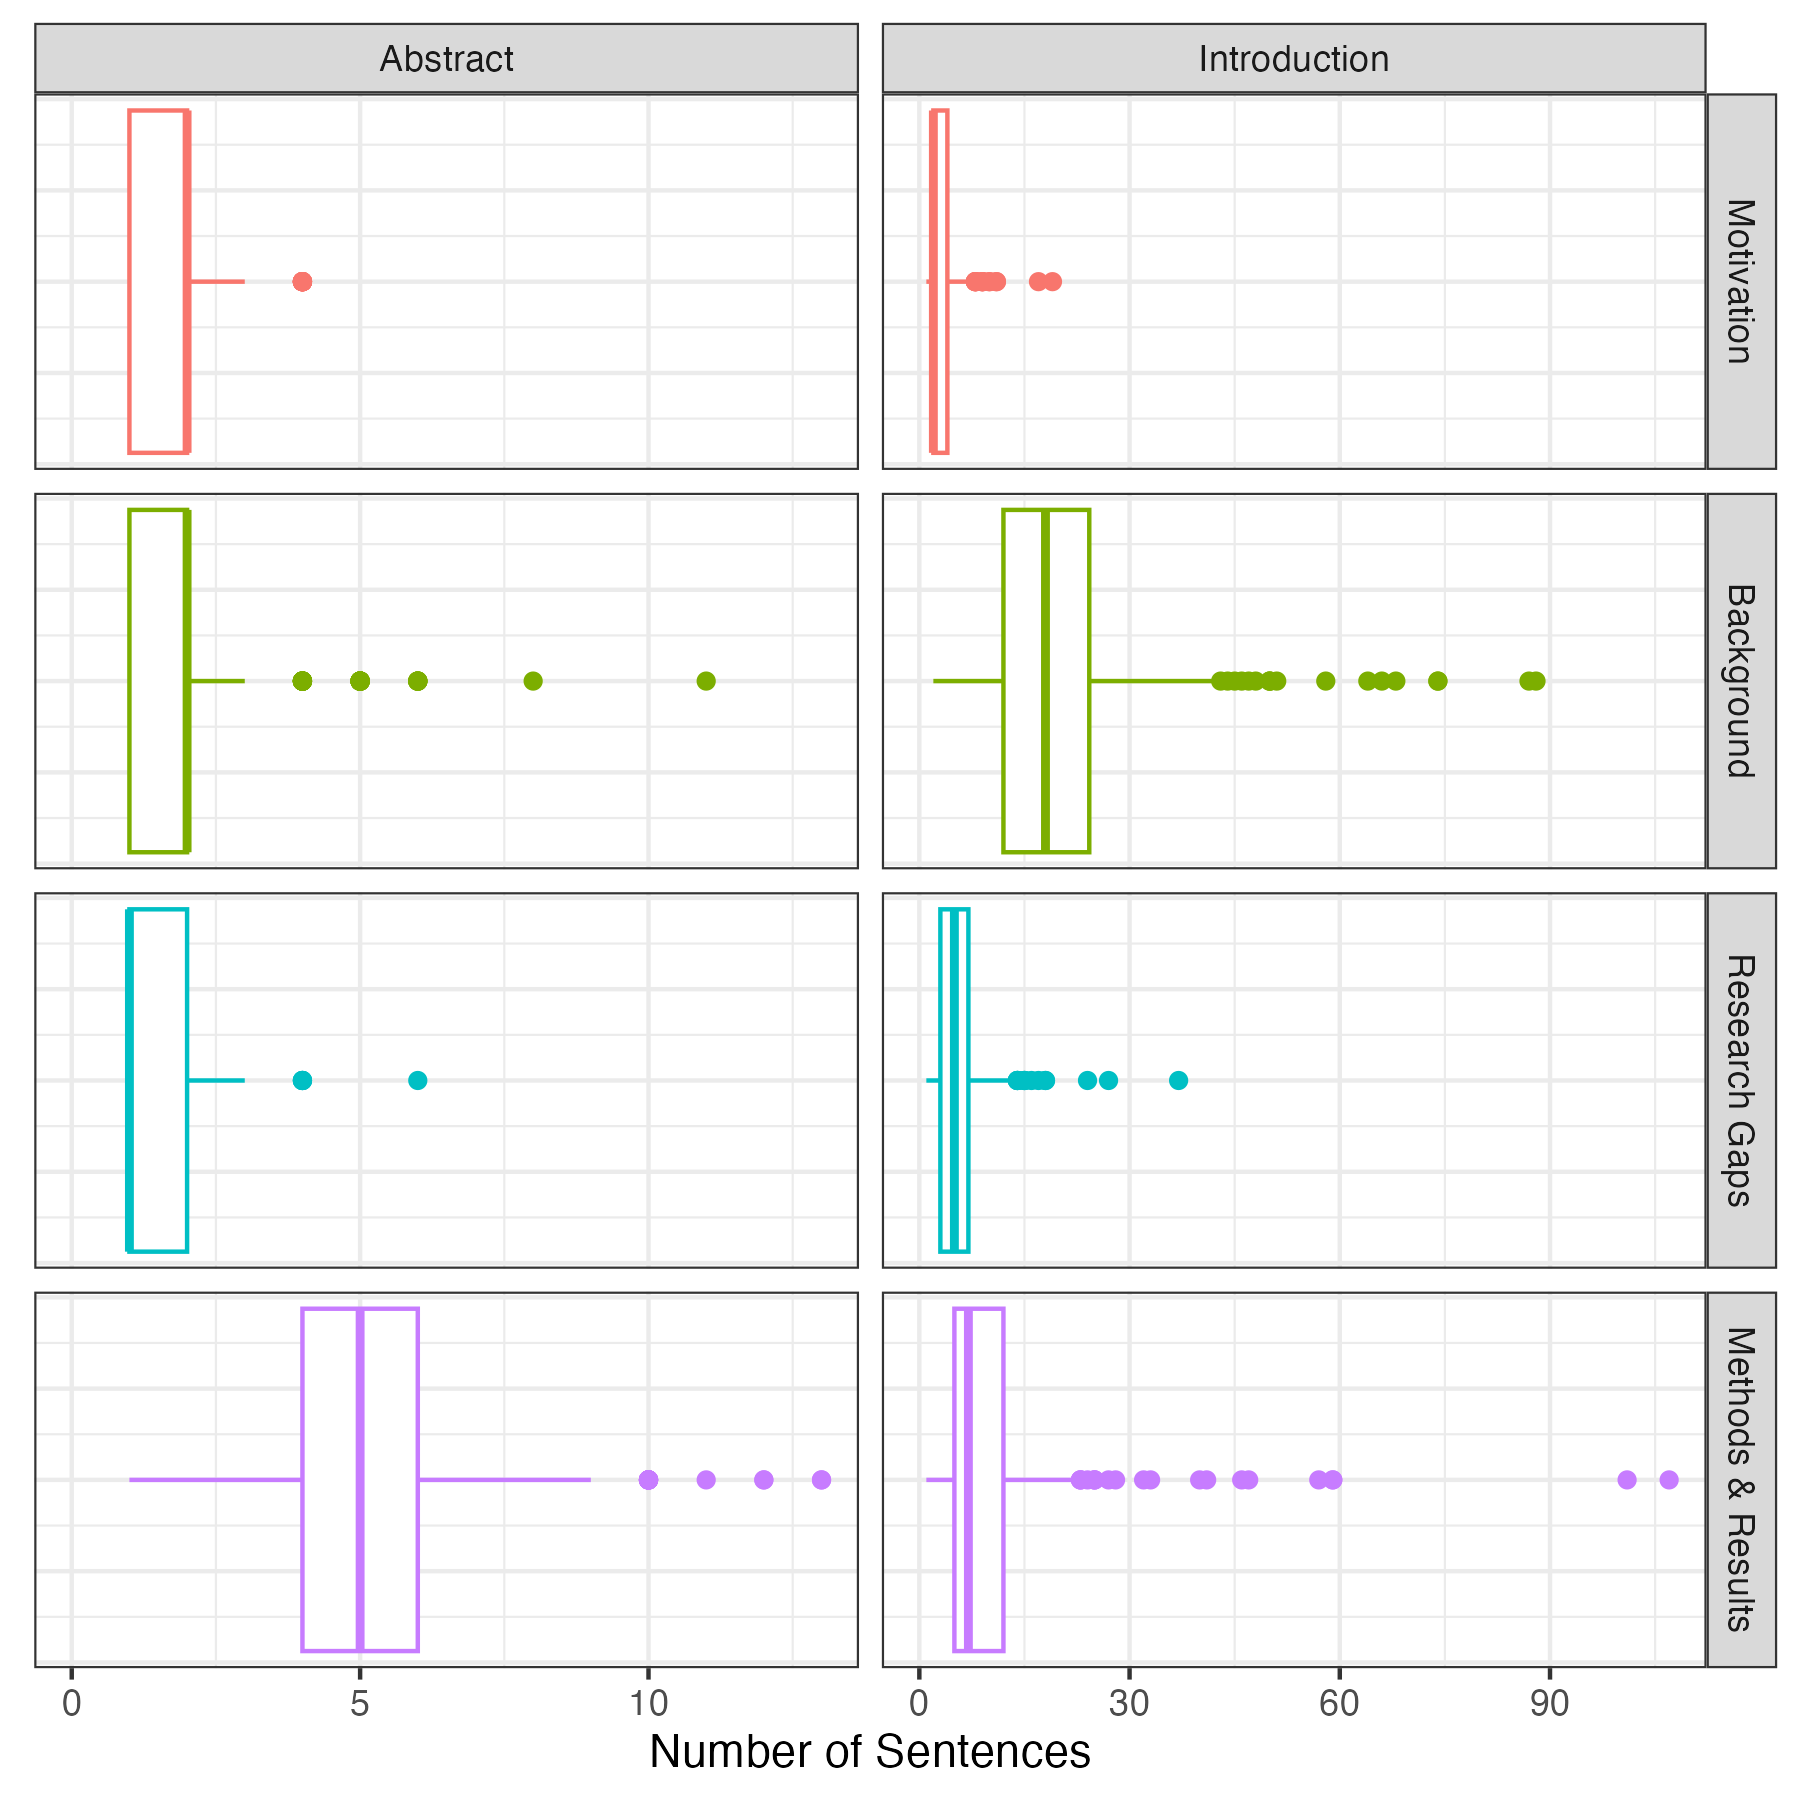 Abstract
Introduction
Motivation
Background
Research Gaps
Methods & Results
0
5
10
0
30
60
90
Number of Sentences